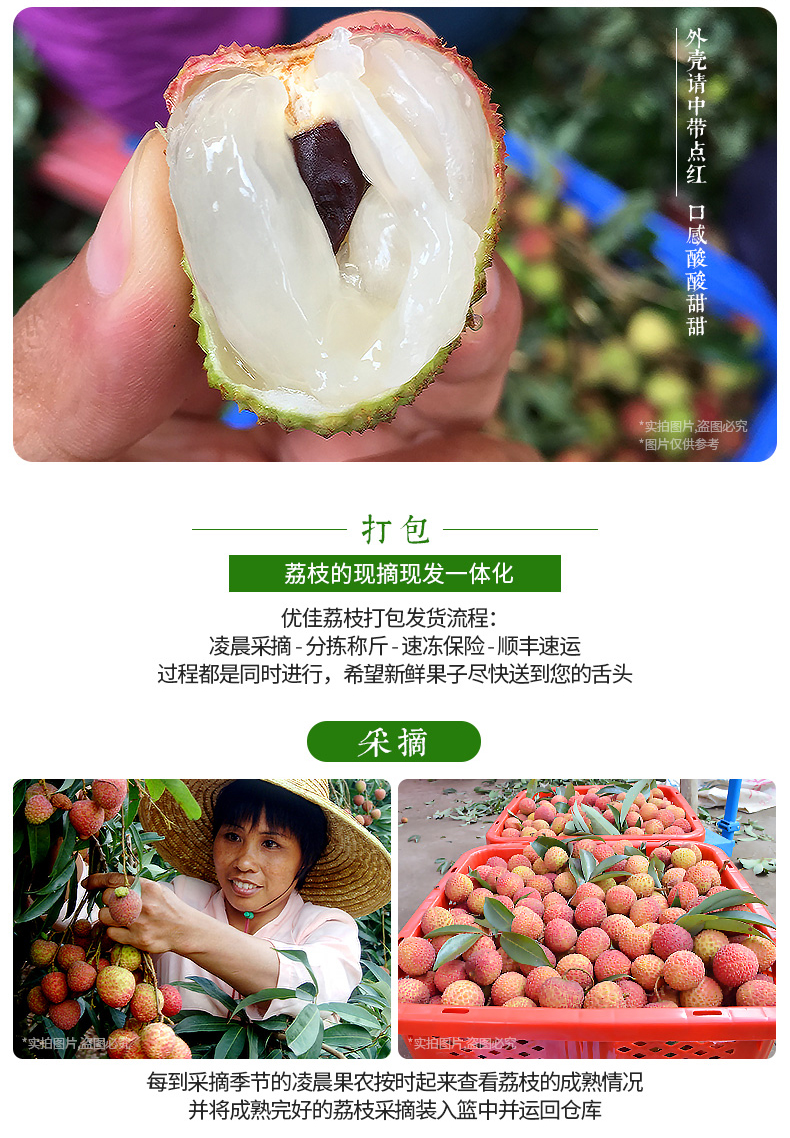 外壳请中带点红
口感酸酸甜甜
*实拍图片,盗图必究
*图片仅供参考
打包
荔枝的现摘现发一体化
优佳荔枝打包发货流程：
凌晨采摘-分拣称斤-速冻保险-顺丰速运
过程都是同时进行，希望新鲜果子尽快送到您的舌头
采摘
*实拍图片,盗图必究
*实拍图片,盗图必究
每到采摘季节的凌晨果农按时起来查看荔枝的成熟情况
并将成熟完好的荔枝采摘装入篮中并运回仓库